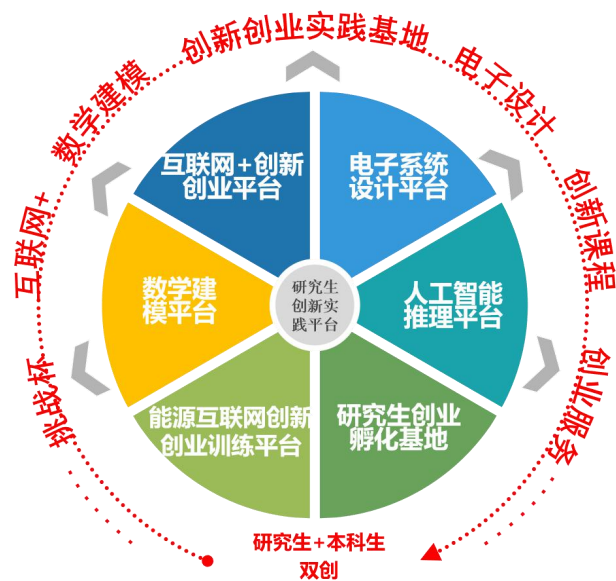 挑战杯
互联网+
数学建模
创新创业实践基地
电子设计
创新课程
创业服务
互联网+创新
创业平台
电子系统
设计平台
数学建
模平台
研究生
创新实
践平台
人工智能
推理平台
能源互联网创新
创业训练平台
研究生创业
孵化基地
研究生+本科生
双创